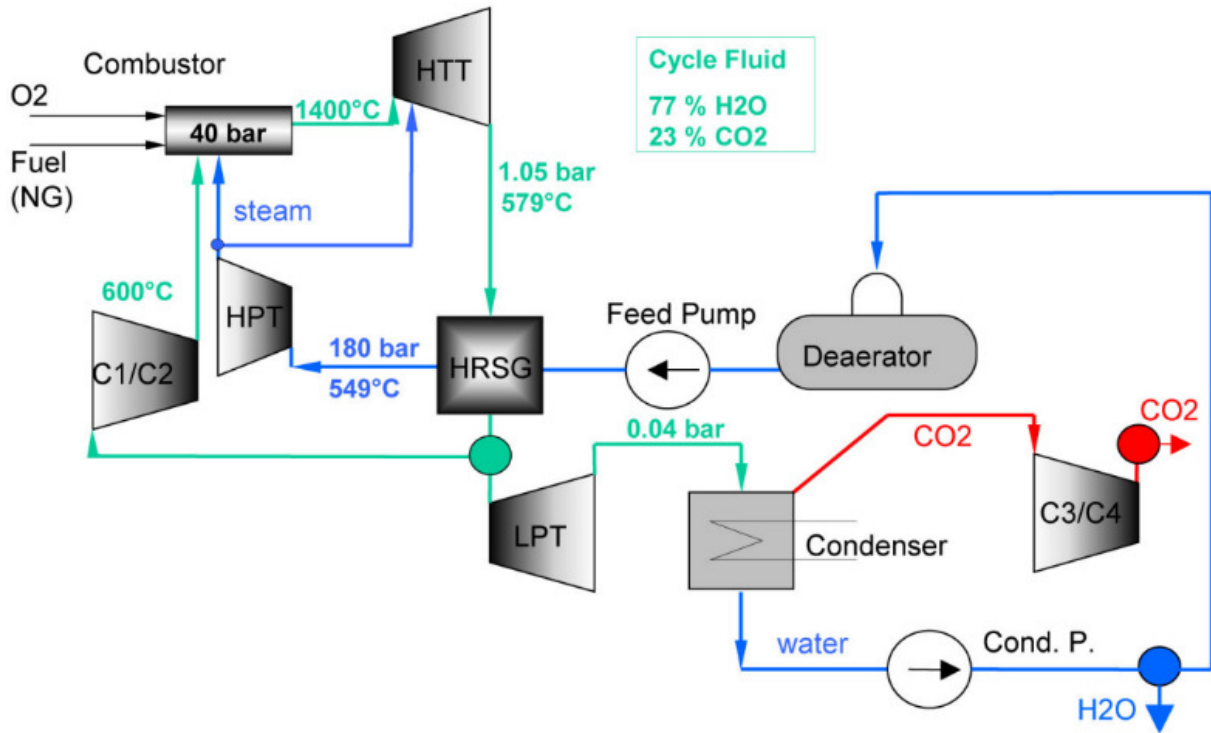 Combustor
O2
Fuel
(NG)
40 bar
1400°C
HTT
Cycle Fluid
77 % H2O
23 % CO2
1.05 bar
579°C
steam
600°C
HPT
C1/C2
180 bar
549°C
HRSG
Feed Pump
Deaerator
0.04 bar
LPT
CO2
CO2
C3/C4
Condenser
water
Cond. P.
H2O